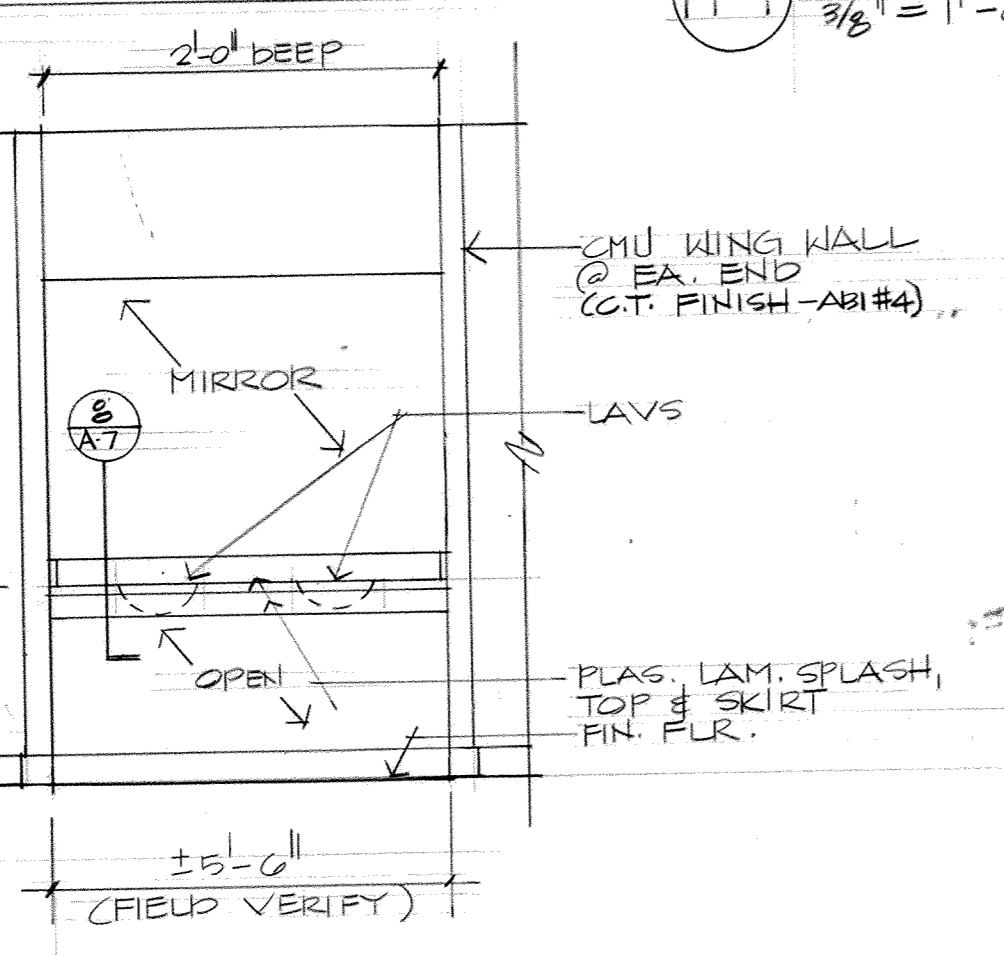 3/8" = 1'-
2'-0" DEEP
CMU WING WALL
@ EA. END
(C.T. FINISH-ABI#4)
MIRROR
8
A-7
LAVS
OPEN
PLAS. LAM. SPLASH,
TOP & SKIRT
FIN. FLR.
±5'-6"
(FIELD VERIFY)